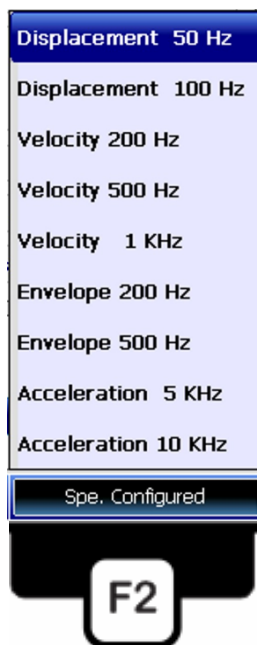 Displacement 50 Hz
Displacement 100 Hz
Velocity 200 Hz
Velocity 500 Hz
Velocity 1 KHz
Envelope 200 Hz
Envelope 500 Hz
Acceleration 5 KHz
Acceleration 10 KHz
Spe. Configured
F2